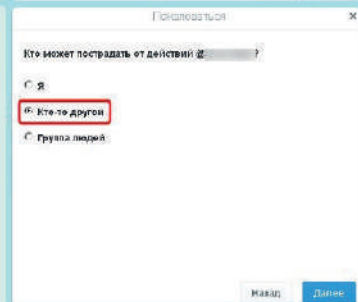 Пожаловаться
Кто может пострадать от действий @ ?
Я
Кто-то другой
Группа людей
Назад Далее